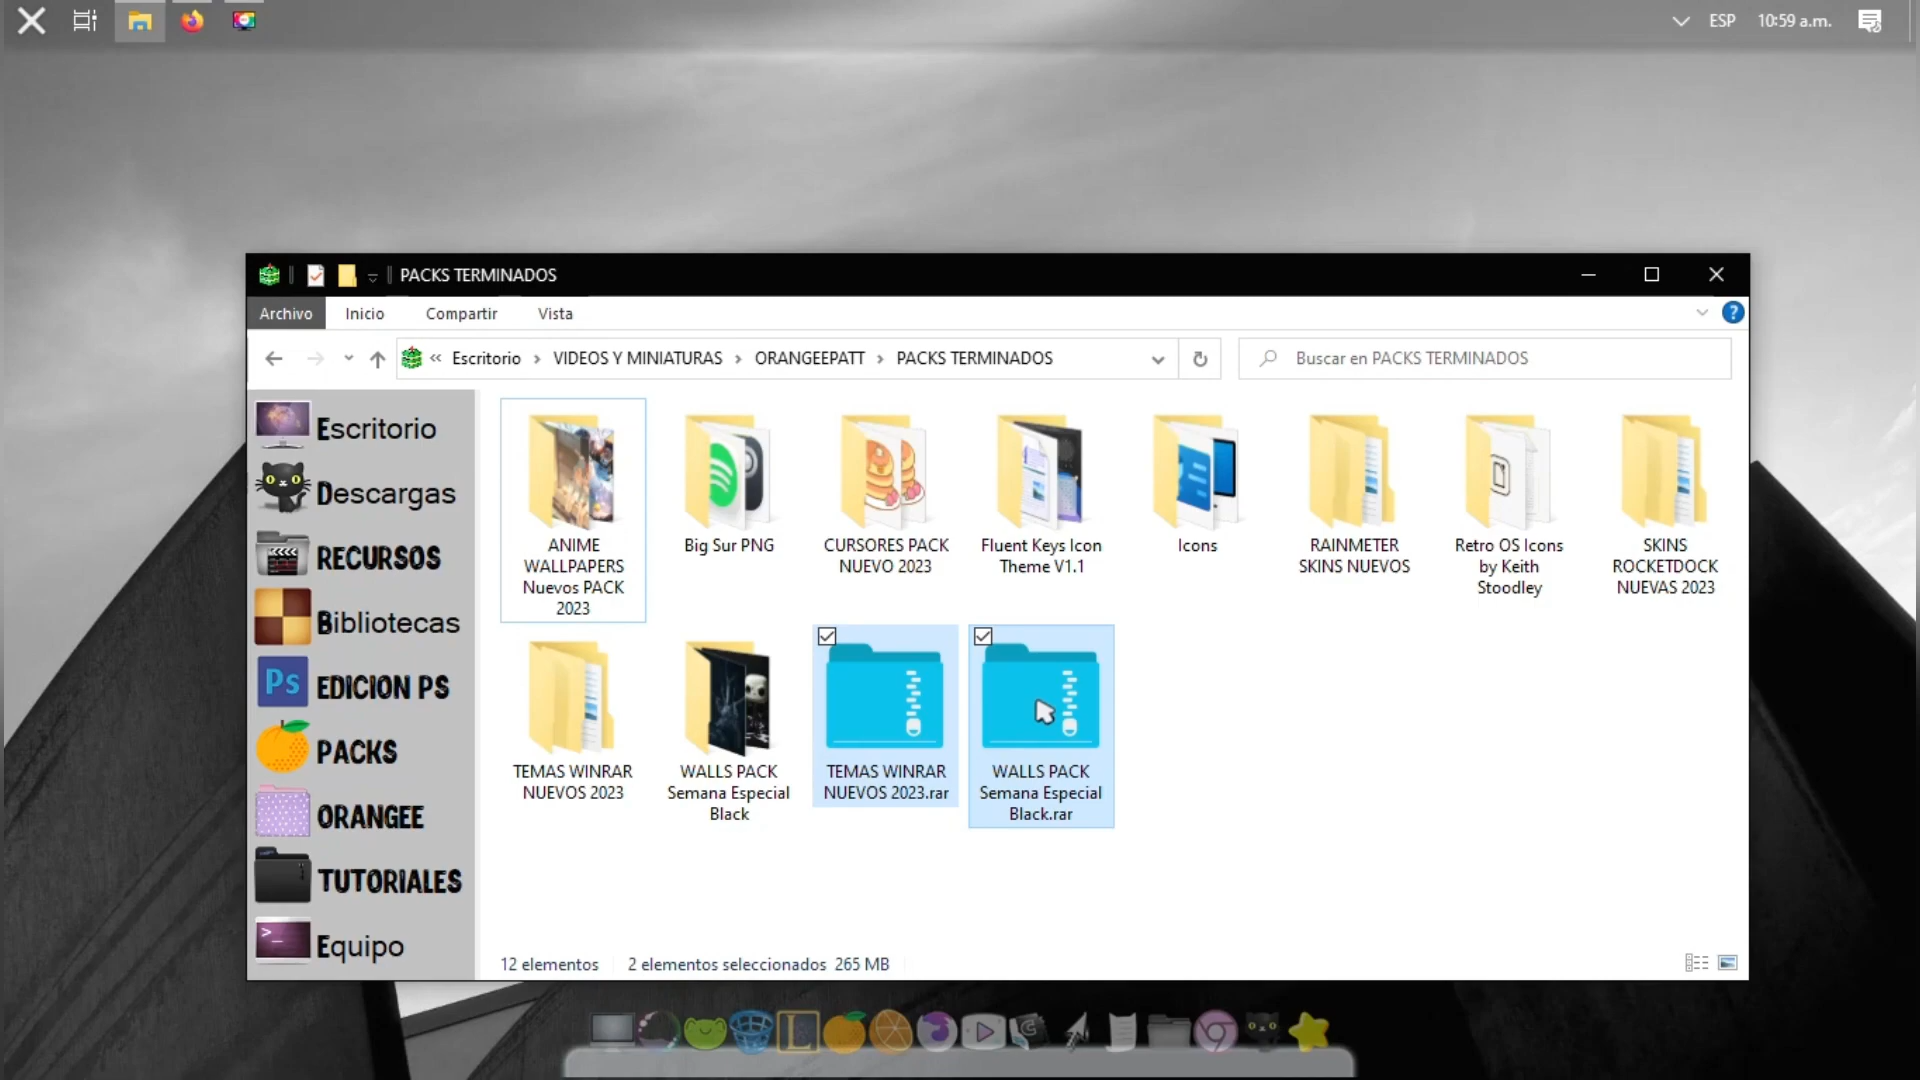 ESP 10:59 a.m.
PACKS TERMINADOS
Archivo Inicio Compartir Vista
« Escritorio › VIDEOS Y MINIATURAS › ORANGEEPATT › PACKS TERMINADOS
Buscar en PACKS TERMINADOS
Escritorio
Descargas
RECURSOS
Bibliotecas
Ps EDICION PS
PACKS
ORANGEE
TUTORIALES
Equipo
ANIME
WALLPAPERS
Nuevos PACK
2023
Big Sur PNG
CURSORES PACK
NUEVO 2023
Fluent Keys Icon
Theme V1.1
Icons
RAINMETER
SKINS NUEVOS
Retro OS Icons
by Keith
Stoodley
SKINS
ROCKETDOCK
NUEVAS 2023
TEMAS WINRAR
NUEVOS 2023
WALLS PACK
Semana Especial
Black
TEMAS WINRAR
NUEVOS 2023.rar
WALLS PACK
Semana Especial
Black.rar
12 elementos 2 elementos seleccionados 265 MB
L